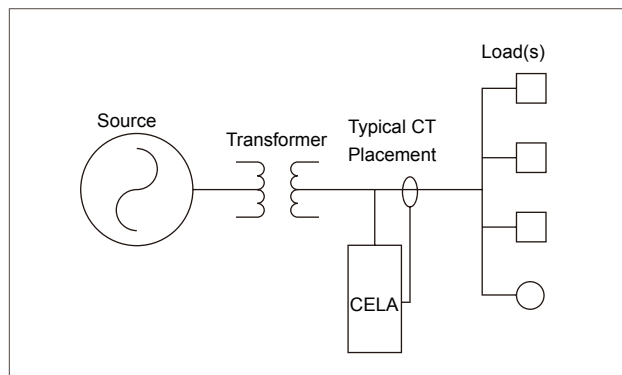 Load(s)
Source
Transformer
Typical CT
Placement
CELA